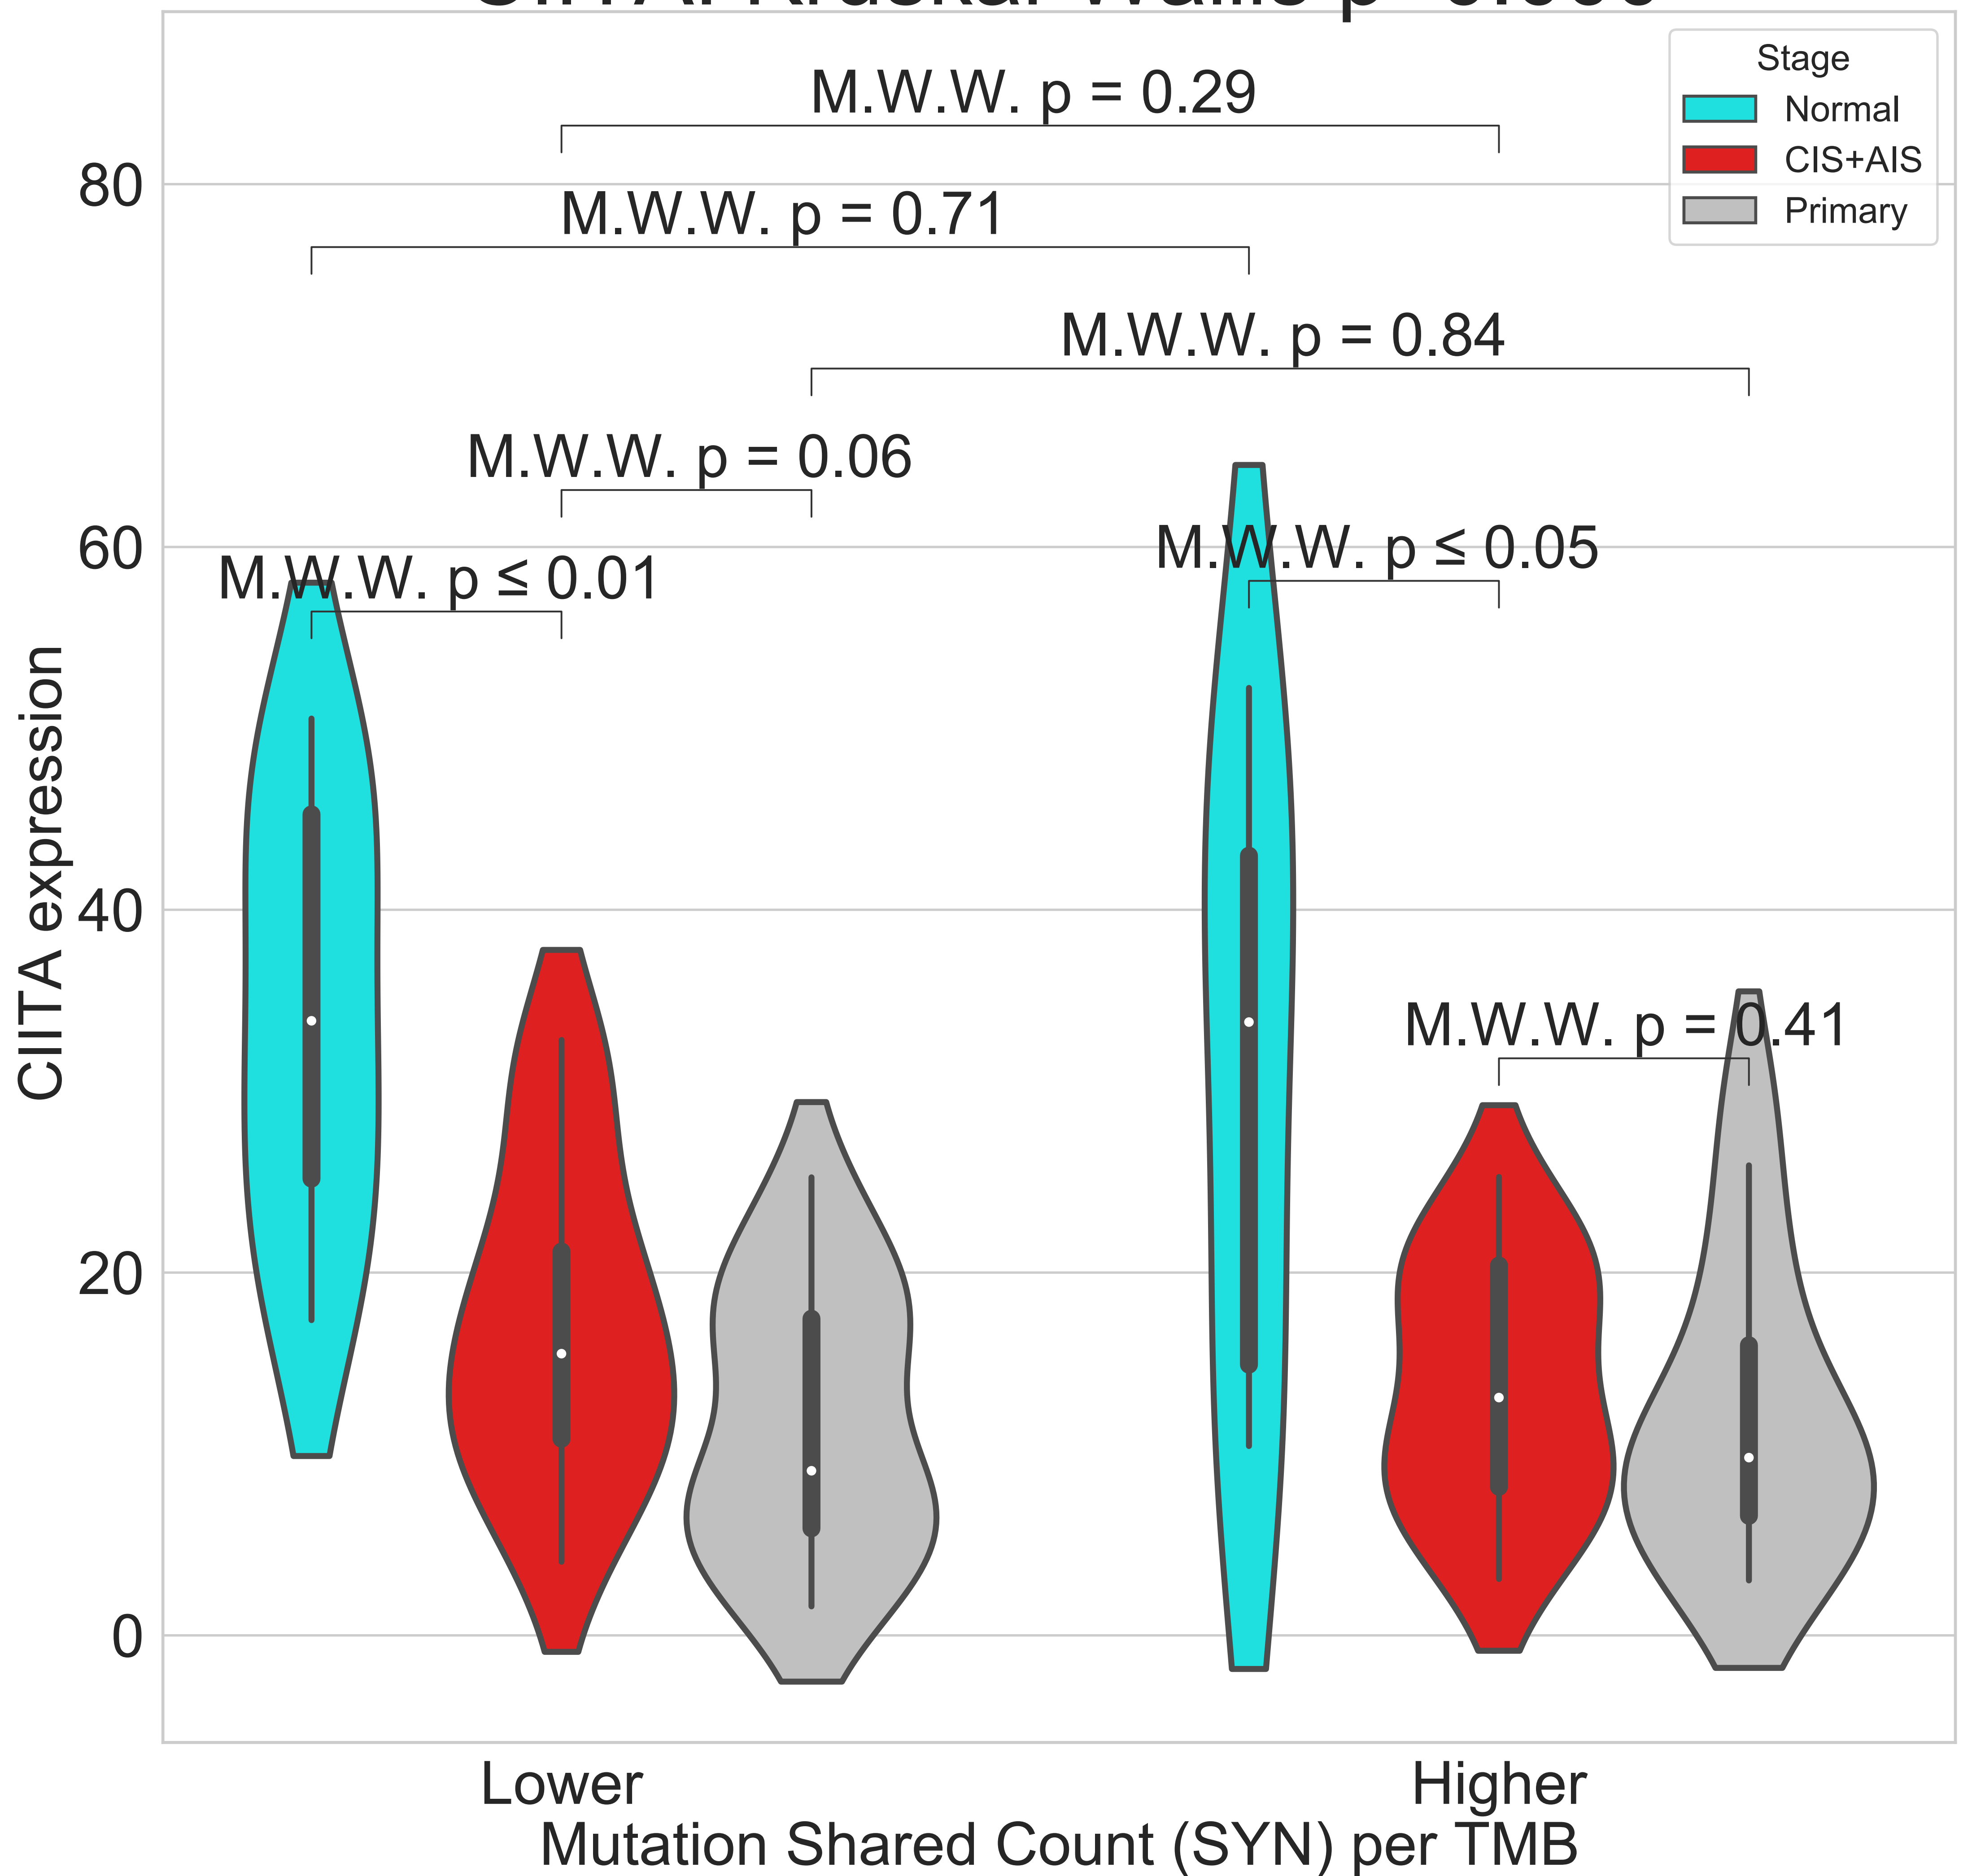 M.W.W. p = 0.29
Stage
Normal
CIS+AIS
Primary
M.W.W. p = 0.71
M.W.W. p = 0.84
M.W.W. p = 0.06
M.W.W. p ≤ 0.01
M.W.W. p ≤ 0.05
M.W.W. p = 0.41
80
60
40
20
0
CIITA expression
Lower
Higher
Mutation Shared Count (SYN) per TMB